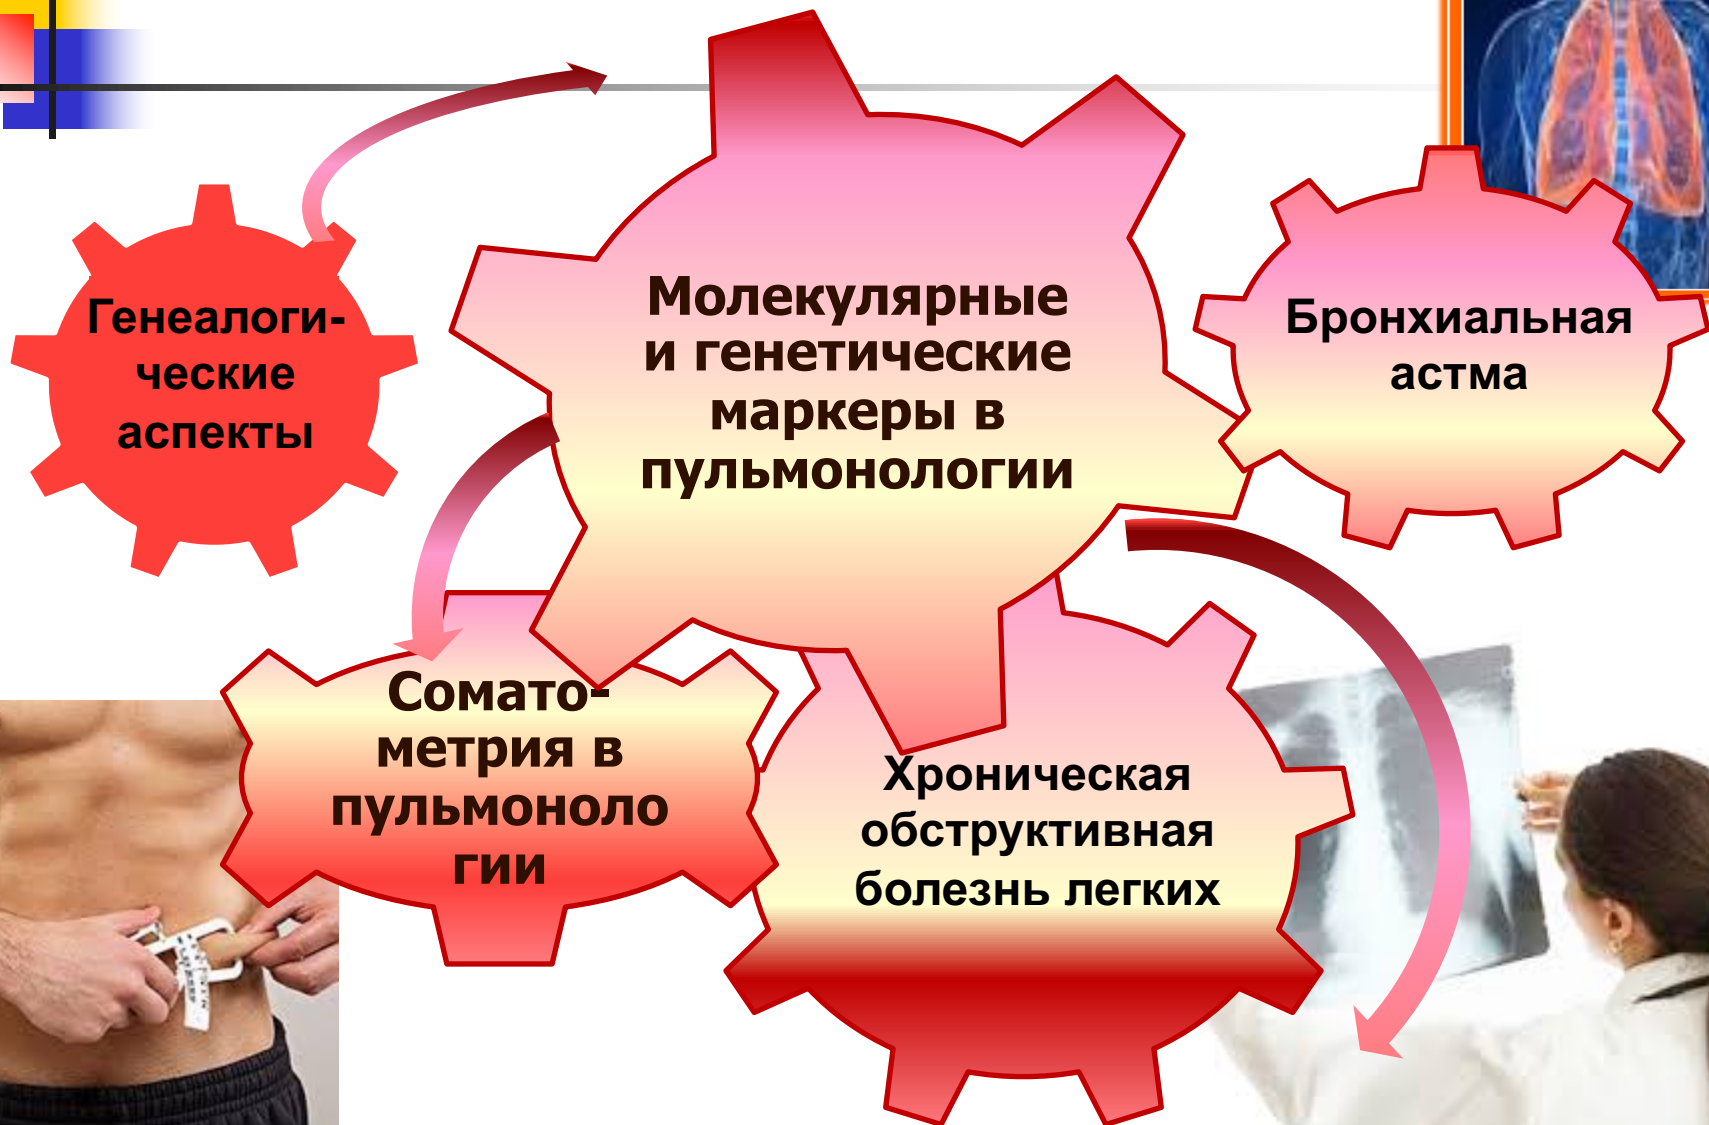 Генеалоги-
ческие
аспекты
Молекулярные
и генетические
маркеры в
пульмонологии
Бронхиальная
астма
Сомато-
метрия в
пульмоноло
гии
Хроническая
обструктивная
болезнь легких